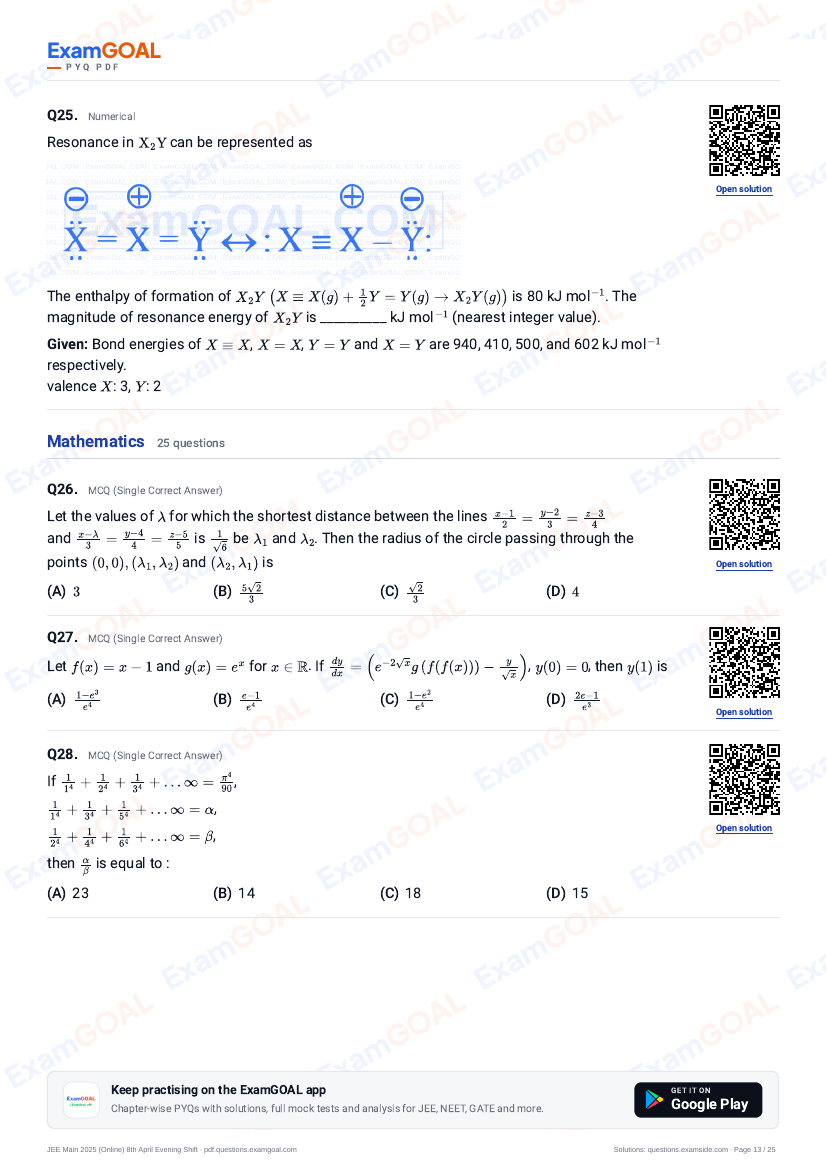 ExamGOAL
PYQ PDF
Q25. Numerical
Resonance in X₂Y can be represented as
⊖ ⊕ ⊕ ⊖
Ẍ = X = Ÿ ↔ : X ≡ X − Ÿ:
The enthalpy of formation of X₂Y (X ≡ X(g) + 1/2 Y = Y(g) → X₂Y(g)) is 80 kJ mol⁻¹. The
magnitude of resonance energy of X₂Y is __________ kJ mol⁻¹ (nearest integer value).
Given: Bond energies of X ≡ X, X = X, Y = Y and X = Y are 940, 410, 500, and 602 kJ mol⁻¹
respectively.
valence X: 3, Y: 2
Open solution
Mathematics 25 questions
Q26. MCQ (Single Correct Answer)
Let the values of λ for which the shortest distance between the lines (x−1)/2 = (y−2)/3 = (z−3)/4
and (x−λ)/3 = (y−4)/4 = (z−5)/5 is 1/√6 be λ₁ and λ₂. Then the radius of the circle passing through the
points (0, 0), (λ₁, λ₂) and (λ₂, λ₁) is
(A) 3 (B) 5√2/3 (C) √2/3 (D) 4
Open solution
Q27. MCQ (Single Correct Answer)
Let f(x) = x − 1 and g(x) = eˣ for x ∈ ℝ. If dy/dx = (e^(−2√x) g (f(f(x))) − y/√x), y(0) = 0, then y(1) is
(A) (1−e³)/e⁴ (B) (e−1)/e⁴ (C) (1−e²)/e⁴ (D) (2e−1)/e³
Open solution
Q28. MCQ (Single Correct Answer)
If 1/1⁴ + 1/2⁴ + 1/3⁴ + … ∞ = π⁴/90,
1/1⁴ + 1/3⁴ + 1/5⁴ + … ∞ = α,
1/2⁴ + 1/4⁴ + 1/6⁴ + … ∞ = β,
then α/β is equal to :
(A) 23 (B) 14 (C) 18 (D) 15
Open solution
Keep practising on the ExamGOAL app
Chapter-wise PYQs with solutions, full mock tests and analysis for JEE, NEET, GATE and more.
GET IT ON
Google Play
JEE Main 2025 (Online) 8th April Evening Shift · pdf.questions.examgoal.com
Solutions: questions.examside.com · Page 13 / 25